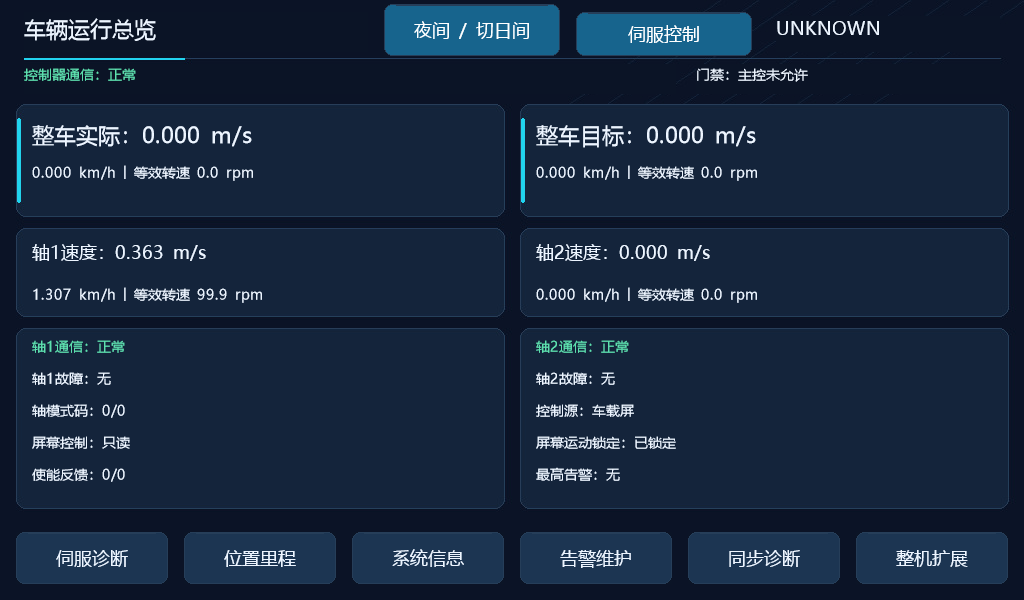 车辆运行总览
夜间 / 切日间
伺服控制
UNKNOWN
控制器通信：正常
门禁：主控未允许
整车实际：0.000 m/s
0.000 km/h | 等效转速 0.0 rpm
整车目标：0.000 m/s
0.000 km/h | 等效转速 0.0 rpm
轴1速度：0.363 m/s
1.307 km/h | 等效转速 99.9 rpm
轴2速度：0.000 m/s
0.000 km/h | 等效转速 0.0 rpm
轴1通信：正常
轴1故障：无
轴模式码：0/0
屏幕控制：只读
使能反馈：0/0
轴2通信：正常
轴2故障：无
控制源：车载屏
屏幕运动锁定：已锁定
最高告警：无
伺服诊断
位置里程
系统信息
告警维护
同步诊断
整机扩展